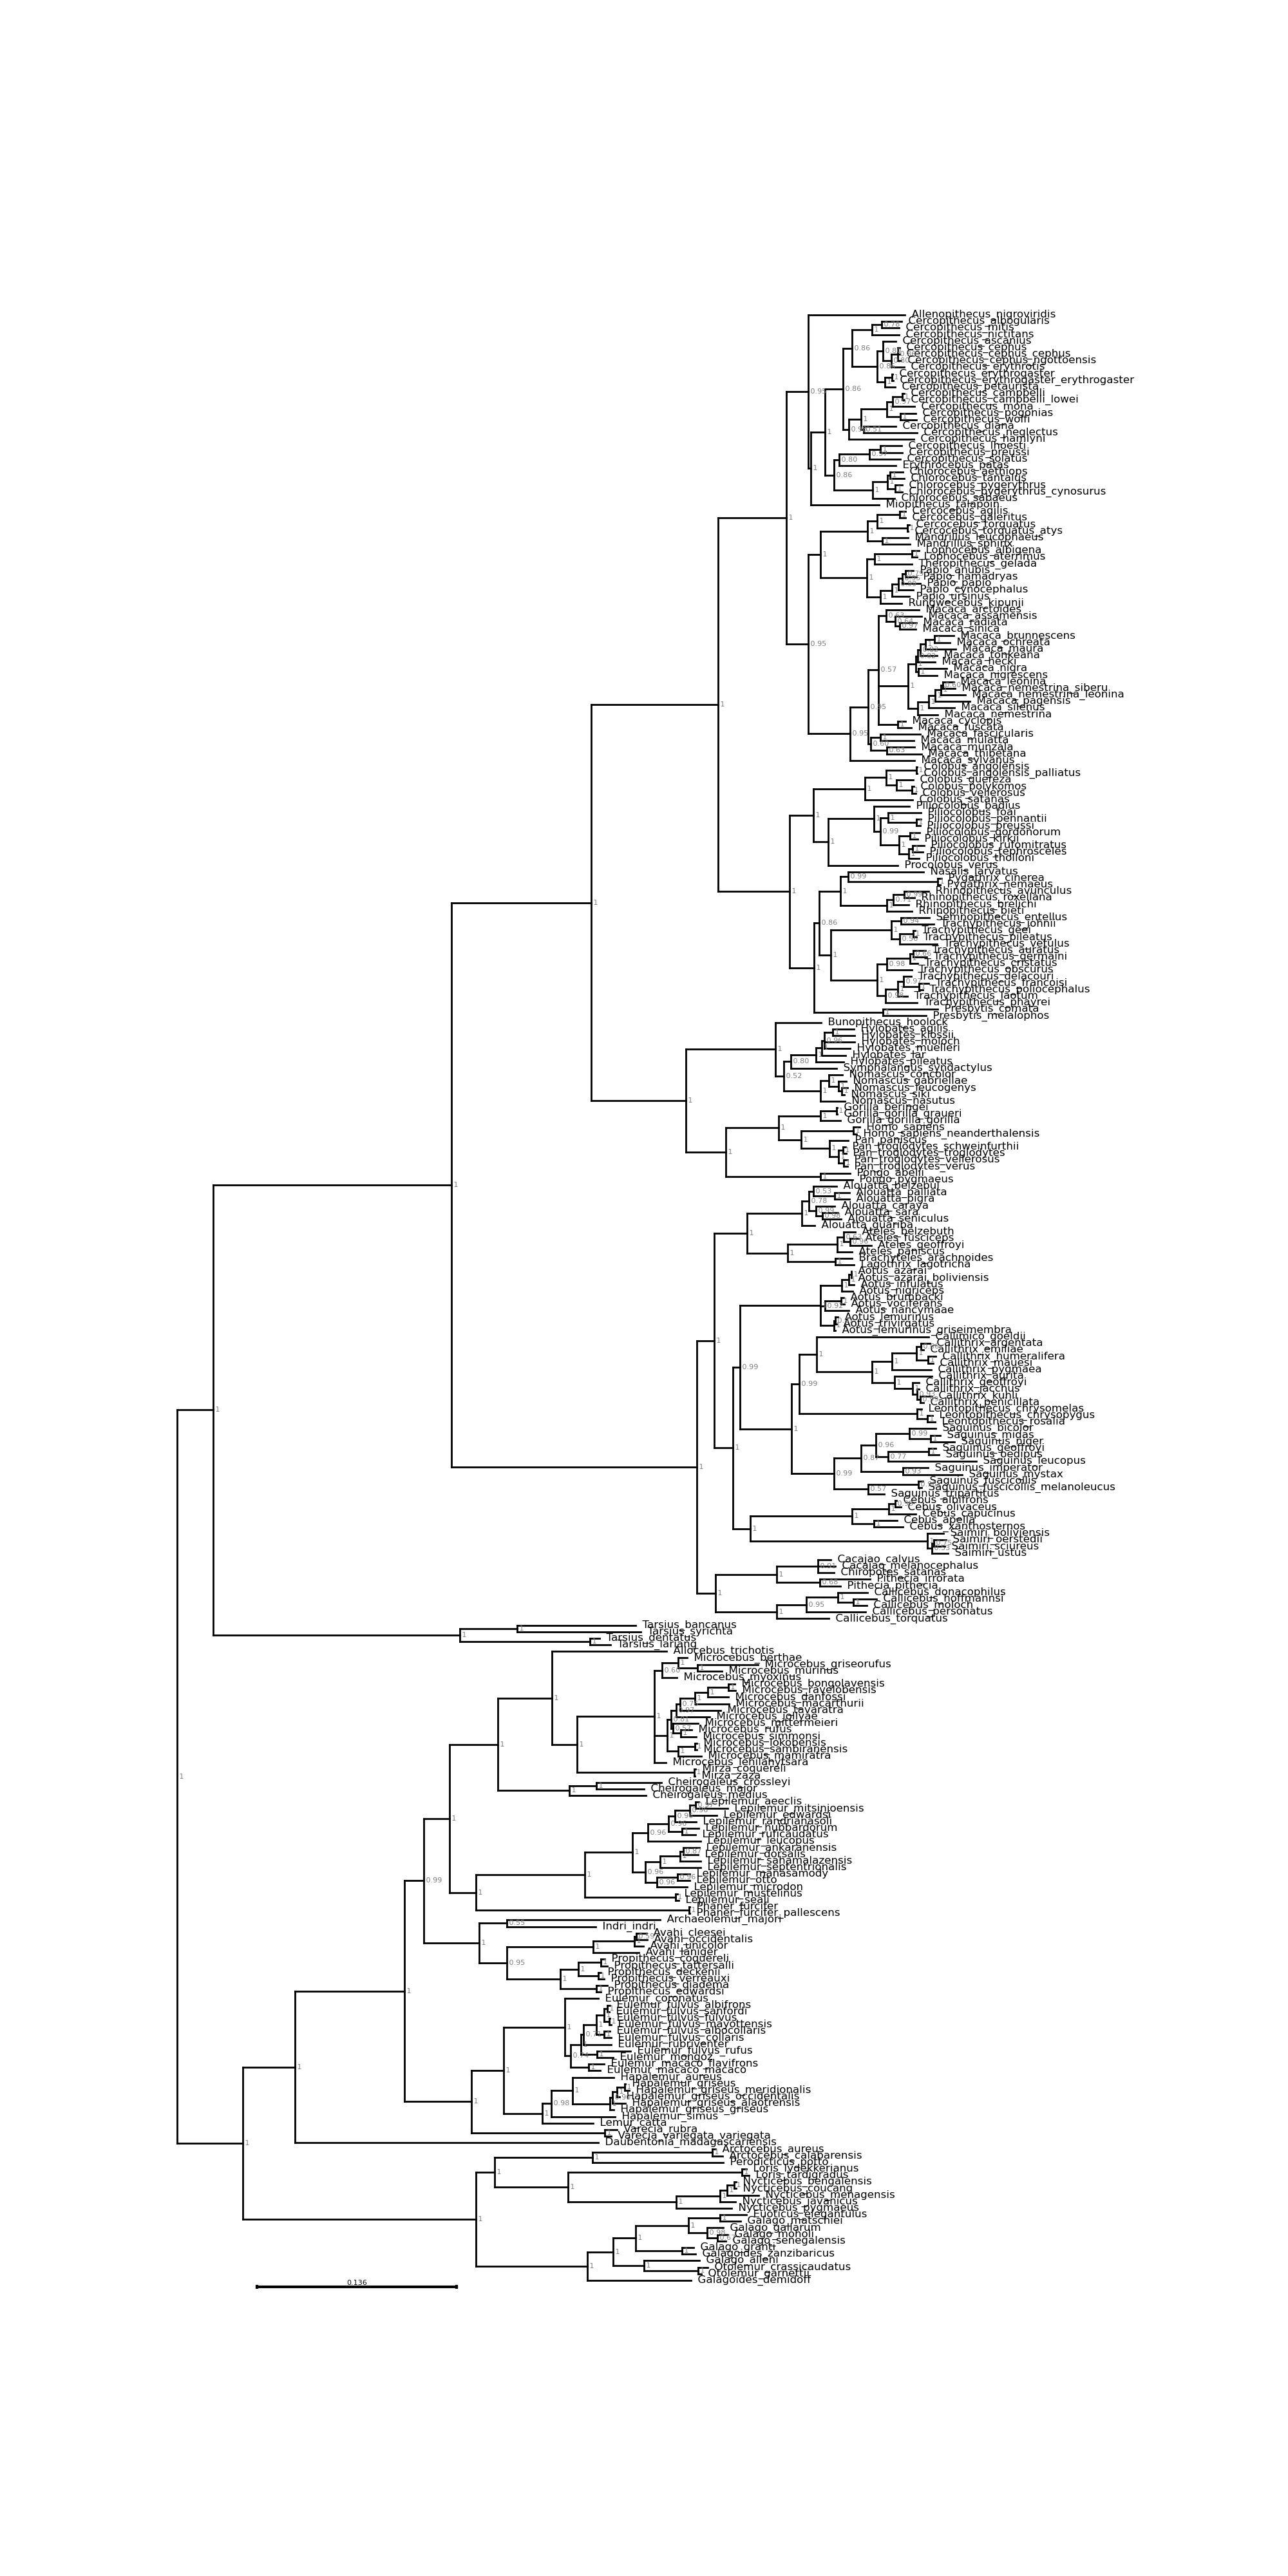 Allenopithecus_nigroviridis
Cercopithecus_albogularis
Cercopithecus_mitis
Cercopithecus_nictitans
Cercopithecus_ascanius
Cercopithecus_cephus
Cercopithecus_cephus_cephus
Cercopithecus_cephus_ngottoensis
Cercopithecus_erythrotis
Cercopithecus_erythrogaster
Cercopithecus_erythrogaster_erythrogaster
Cercopithecus_petaurista
Cercopithecus_campbelli
Cercopithecus_campbelli_lowei
Cercopithecus_mona
Cercopithecus_pogonias
Cercopithecus_wolfi
Cercopithecus_diana
Cercopithecus_neglectus
Cercopithecus_hamlyni
Cercopithecus_lhoesti
Cercopithecus_preussi
Cercopithecus_solatus
Erythrocebus_patas
Chlorocebus_aethiops
Chlorocebus_tantalus
Chlorocebus_pygerythrus
Chlorocebus_pygerythrus_cynosurus
Chlorocebus_sabaeus
Miopithecus_talapoin
Cercocebus_agilis
Cercocebus_galeritus
Cercocebus_torquatus
Cercocebus_torquatus_atys
Mandrillus_leucophaeus
Mandrillus_sphinx
Lophocebus_albigena
Lophocebus_aterrimus
Theropithecus_gelada
Papio_anubis
Papio_hamadryas
Papio_papio
Papio_cynocephalus
Papio_ursinus
Rungwecebus_kipunji
Macaca_arctoides
Macaca_assamensis
Macaca_radiata
Macaca_sinica
Macaca_brunnescens
Macaca_ochreata
Macaca_maura
Macaca_tonkeana
Macaca_hecki
Macaca_nigra
Macaca_nigrescens
Macaca_leonina
Macaca_nemestrina_siberu
Macaca_nemestrina_leonina
Macaca_pagensis
Macaca_silenus
Macaca_nemestrina
Macaca_cyclopis
Macaca_fuscata
Macaca_fascicularis
Macaca_mulatta
Macaca_munzala
Macaca_thibetana
Macaca_sylvanus
Colobus_angolensis
Colobus_angolensis_palliatus
Colobus_guereza
Colobus_polykomos
Colobus_vellerosus
Colobus_satanas
Piliocolobus_badius
Piliocolobus_foai
Piliocolobus_pennantii
Piliocolobus_preussi
Piliocolobus_gordonorum
Piliocolobus_kirkii
Piliocolobus_rufomitratus
Piliocolobus_tephrosceles
Piliocolobus_tholloni
Procolobus_verus
Nasalis_larvatus
Pygathrix_cinerea
Pygathrix_nemaeus
Rhinopithecus_avunculus
Rhinopithecus_roxellana
Rhinopithecus_brelichi
Rhinopithecus_bieti
Semnopithecus_entellus
Trachypithecus_johnii
Trachypithecus_geei
Trachypithecus_pileatus
Trachypithecus_vetulus
Trachypithecus_auratus
Trachypithecus_germaini
Trachypithecus_cristatus
Trachypithecus_obscurus
Trachypithecus_delacouri
Trachypithecus_francoisi
Trachypithecus_poliocephalus
Trachypithecus_laotum
Trachypithecus_phayrei
Presbytis_comata
Presbytis_melalophos
Bunopithecus_hoolock
Hylobates_agilis
Hylobates_klossii
Hylobates_moloch
Hylobates_muelleri
Hylobates_lar
Hylobates_pileatus
Symphalangus_syndactylus
Nomascus_concolor
Nomascus_gabriellae
Nomascus_leucogenys
Nomascus_siki
Nomascus_nasutus
Gorilla_beringei
Gorilla_gorilla_graueri
Gorilla_gorilla_gorilla
Homo_sapiens
Homo_sapiens_neanderthalensis
Pan_paniscus
Pan_troglodytes_schweinfurthii
Pan_troglodytes_troglodytes
Pan_troglodytes_vellerosus
Pan_troglodytes_verus
Pongo_abelii
Pongo_pygmaeus
Alouatta_belzebul
Alouatta_palliata
Alouatta_pigra
Alouatta_caraya
Alouatta_sara
Alouatta_seniculus
Alouatta_guariba
Ateles_belzebuth
Ateles_fusciceps
Ateles_geoffroyi
Ateles_paniscus
Brachyteles_arachnoides
Lagothrix_lagotricha
Aotus_azarai
Aotus_azarai_boliviensis
Aotus_infulatus
Aotus_nigriceps
Aotus_brumbacki
Aotus_vociferans
Aotus_nancymaae
Aotus_lemurinus
Aotus_trivirgatus
Aotus_lemurinus_griseimembra
Callimico_goeldii
Callithrix_argentata
Callithrix_emiliae
Callithrix_humeralifera
Callithrix_mauesi
Callithrix_pygmaea
Callithrix_aurita
Callithrix_geoffroyi
Callithrix_jacchus
Callithrix_kuhli
Callithrix_penicillata
Leontopithecus_chrysomelas
Leontopithecus_chrysopygus
Leontopithecus_rosalia
Saguinus_bicolor
Saguinus_midas
Saguinus_niger
Saguinus_geoffroyi
Saguinus_oedipus
Saguinus_leucopus
Saguinus_imperator
Saguinus_mystax
Saguinus_fuscicollis
Saguinus_fuscicollis_melanoleucus
Saguinus_tripartitus
Cebus_albifrons
Cebus_olivaceus
Cebus_capucinus
Cebus_apella
Cebus_xanthosternos
Saimiri_boliviensis
Saimiri_oerstedii
Saimiri_sciureus
Saimiri_ustus
Cacajao_calvus
Cacajao_melanocephalus
Chiropotes_satanas
Pithecia_irrorata
Pithecia_pithecia
Callicebus_donacophilus
Callicebus_hoffmannsi
Callicebus_moloch
Callicebus_personatus
Callicebus_torquatus
Tarsius_bancanus
Tarsius_syrichta
Tarsius_dentatus
Tarsius_lariang
Allocebus_trichotis
Microcebus_berthae
Microcebus_griseorufus
Microcebus_murinus
Microcebus_myoxinus
Microcebus_bongolavensis
Microcebus_ravelobensis
Microcebus_danfossi
Microcebus_macarthurii
Microcebus_tavaratra
Microcebus_jollyae
Microcebus_mittermeieri
Microcebus_rufus
Microcebus_simmonsi
Microcebus_lokobensis
Microcebus_sambiranensis
Microcebus_mamiratra
Microcebus_lehilahytsara
Mirza_coquereli
Mirza_zaza
Cheirogaleus_crossleyi
Cheirogaleus_major
Cheirogaleus_medius
Lepilemur_aeeclis
Lepilemur_mitsinjoensis
Lepilemur_edwardsi
Lepilemur_randrianasoli
Lepilemur_hubbardorum
Lepilemur_ruficaudatus
Lepilemur_leucopus
Lepilemur_ankaranensis
Lepilemur_dorsalis
Lepilemur_sahamalazensis
Lepilemur_septentrionalis
Lepilemur_manasamody
Lepilemur_otto
Lepilemur_microdon
Lepilemur_mustelinus
Lepilemur_seali
Phaner_furcifer
Phaner_furcifer_pallescens
Archaeolemur_majori
Indri_indri
Avahi_cleesei
Avahi_occidentalis
Avahi_unicolor
Avahi_laniger
Propithecus_coquereli
Propithecus_tattersalli
Propithecus_deckenii
Propithecus_verreauxi
Propithecus_diadema
Propithecus_edwardsi
Eulemur_coronatus
Eulemur_fulvus_albifrons
Eulemur_fulvus_sanfordi
Eulemur_fulvus_fulvus
Eulemur_fulvus_mayottensis
Eulemur_fulvus_albocollaris
Eulemur_fulvus_collaris
Eulemur_rubriventer
Eulemur_fulvus_rufus
Eulemur_mongoz
Eulemur_macaco_flavifrons
Eulemur_macaco_macaco
Hapalemur_aureus
Hapalemur_griseus
Hapalemur_griseus_meridionalis
Hapalemur_griseus_occidentalis
Hapalemur_griseus_alaotrensis
Hapalemur_griseus_griseus
Hapalemur_simus
Lemur_catta
Varecia_rubra
Varecia_variegata_variegata
Daubentonia_madagascariensis
Arctocebus_aureus
Arctocebus_calabarensis
Perodicticus_potto
Loris_lydekkerianus
Loris_tardigradus
Nycticebus_bengalensis
Nycticebus_coucang
Nycticebus_menagensis
Nycticebus_javanicus
Nycticebus_pygmaeus
Euoticus_elegantulus
Galago_matschiei
Galago_gallarum
Galago_moholi
Galago_senegalensis
Galago_granti
Galagoides_zanzibaricus
Galago_alleni
Otolemur_crassicaudatus
Otolemur_garnettii
Galagoides_demidoff
0.136